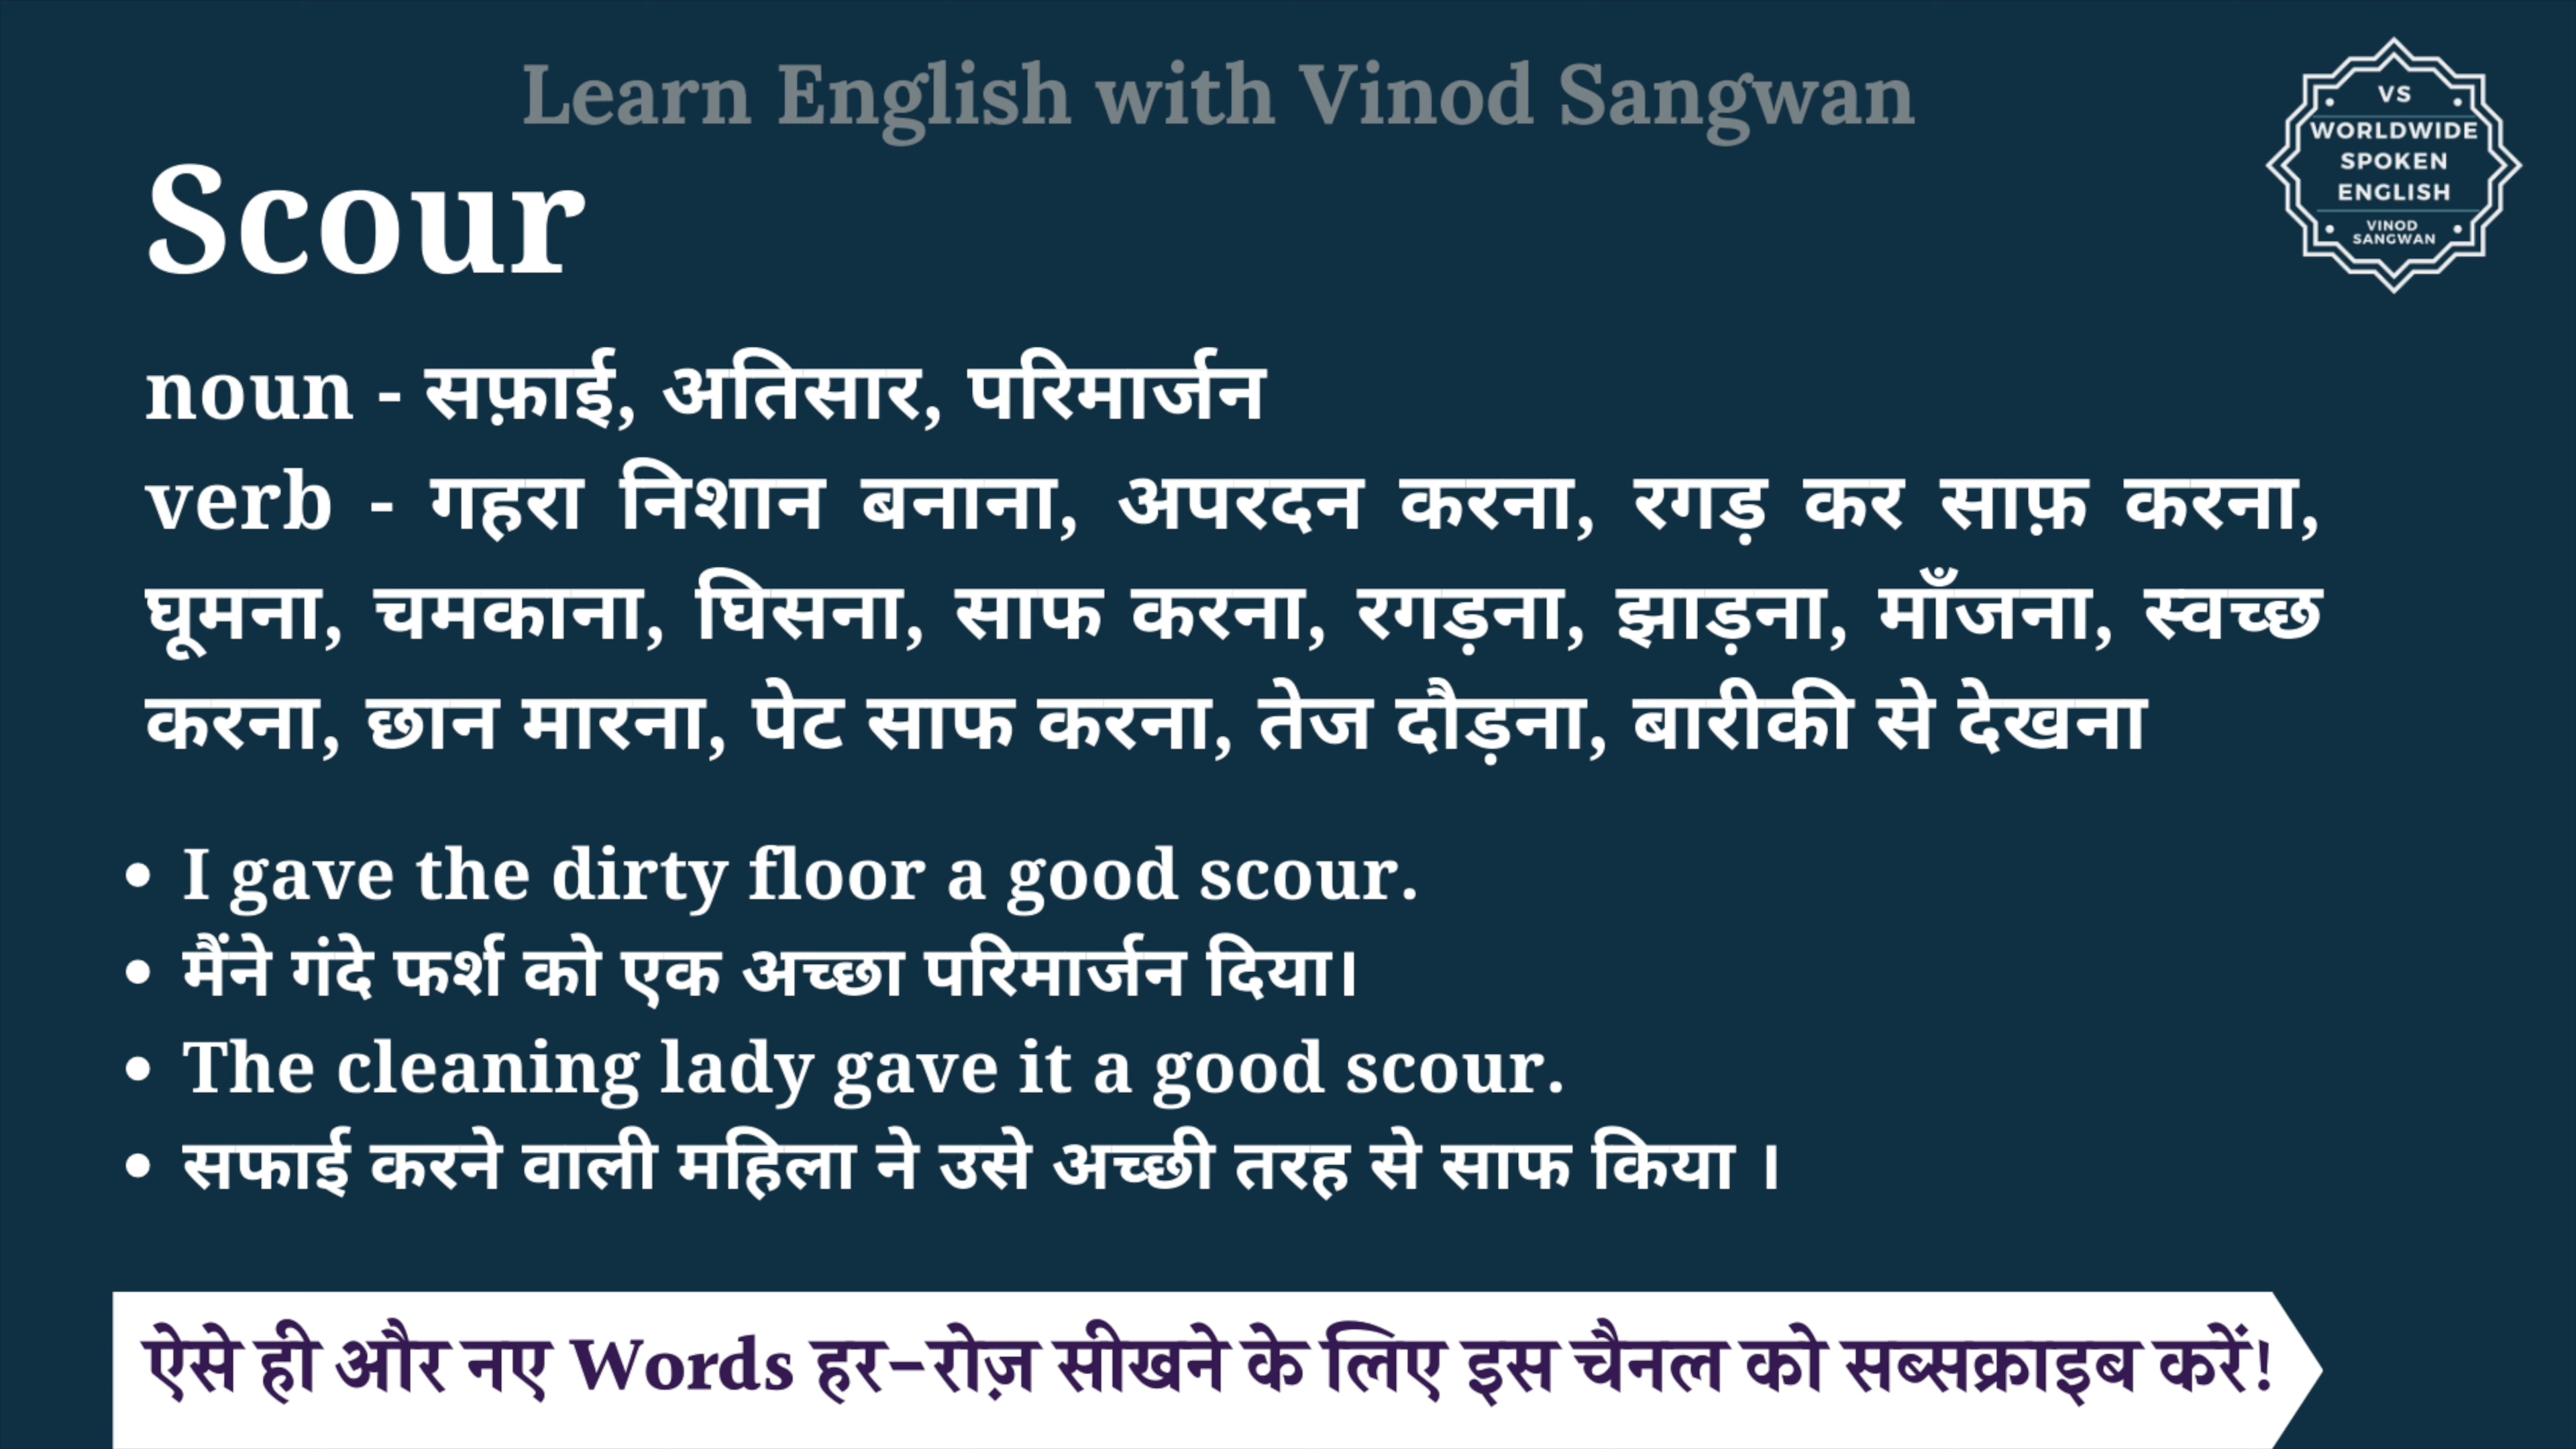 Learn English with Vinod Sangwan
VS
WORLDWIDE
SPOKEN
ENGLISH
VINOD
SANGWAN
Scour
noun - सफ़ाई, अतिसार, परिमार्जन
verb - गहरा निशान बनाना, अपरदन करना, रगड़ कर साफ़ करना,
घूमना, चमकाना, घिसना, साफ करना, रगड़ना, झाड़ना, माँजना, स्वच्छ
करना, छान मारना, पेट साफ करना, तेज दौड़ना, बारीकी से देखना
• I gave the dirty floor a good scour.
• मैंने गंदे फर्श को एक अच्छा परिमार्जन दिया।
• The cleaning lady gave it a good scour.
• सफाई करने वाली महिला ने उसे अच्छी तरह से साफ किया ।
ऐसे ही और नए Words हर-रोज़ सीखने के लिए इस चैनल को सब्सक्राइब करें!